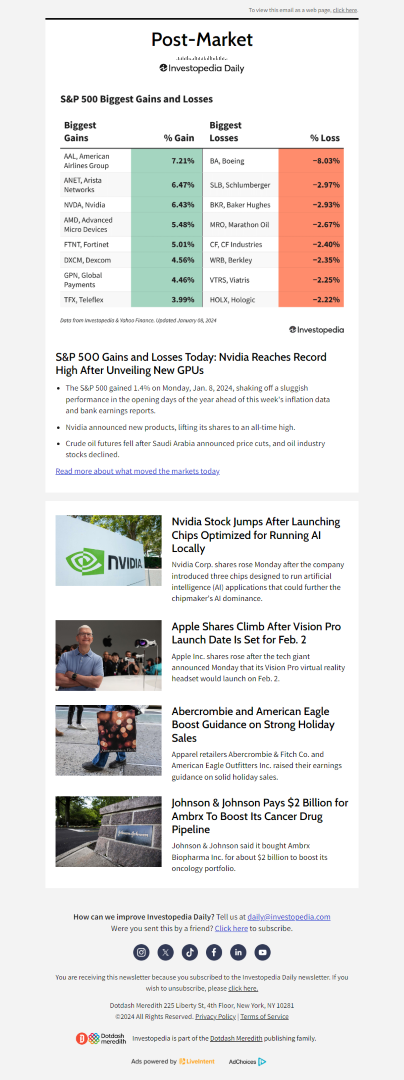 To view this email as a web page, click here
Post-Market
Investopedia Daily
S&P 500 Biggest Gains and Losses
Biggest Gains % Gain Biggest Losses % Loss
AAL, American Airlines Group 7.21% BA, Boeing −8.03%
ANET, Arista Networks 6.47% SLB, Schlumberger −2.97%
NVDA, Nvidia 6.43% BKR, Baker Hughes −2.93%
AMD, Advanced Micro Devices 5.48% MRO, Marathon Oil −2.67%
FTNT, Fortinet 5.01% CF, CF Industries −2.40%
DXCM, Dexcom 4.56% WRB, Berkley −2.35%
GPN, Global Payments 4.46% VTRS, Viatris −2.25%
TFX, Teleflex 3.99% HOLX, Hologic −2.22%
Data from Investopedia & Yahoo Finance. Updated January 08, 2024
Investopedia
S&P 500 Gains and Losses Today: Nvidia Reaches Record
High After Unveiling New GPUs
• The S&P 500 gained 1.4% on Monday, Jan. 8, 2024, shaking off a sluggish
performance in the opening days of the year ahead of this week's inflation data
and bank earnings reports.
• Nvidia announced new products, lifting its shares to an all-time high.
• Crude oil futures fell after Saudi Arabia announced price cuts, and oil industry
stocks declined.
Read more about what moved the markets today
NVIDIA
Nvidia Stock Jumps After Launching
Chips Optimized for Running AI
Locally
Nvidia Corp. shares rose Monday after the company
introduced three chips designed to run artificial
intelligence (AI) applications that could further the
chipmaker's AI dominance.
Apple Shares Climb After Vision Pro
Launch Date Is Set for Feb. 2
Apple Inc. shares rose after the tech giant
announced Monday that its Vision Pro virtual reality
headset would launch on Feb. 2.
Abercrombie and American Eagle
Boost Guidance on Strong Holiday
Sales
Apparel retailers Abercrombie & Fitch Co. and
American Eagle Outfitters Inc. raised their earnings
guidance on solid holiday sales.
Johnson & Johnson Pays $2 Billion for
Ambrx To Boost Its Cancer Drug
Pipeline
Johnson & Johnson said it bought Ambrx
Biopharma Inc. for about $2 billion to boost its
oncology portfolio.
How can we improve Investopedia Daily? Tell us at daily@investopedia.com
Were you sent this by a friend? Click here to subscribe.
You are receiving this newsletter because you subscribed to the Investopedia Daily newsletter. If you
wish to unsubscribe, please click here.
Dotdash Meredith 225 Liberty St, 4th Floor, New York, NY 10281
©2024 All Rights Reserved. Privacy Policy | Terms of Service
Dotdash
meredith
Investopedia is part of the Dotdash Meredith publishing family.
Ads powered by LiveIntent AdChoices